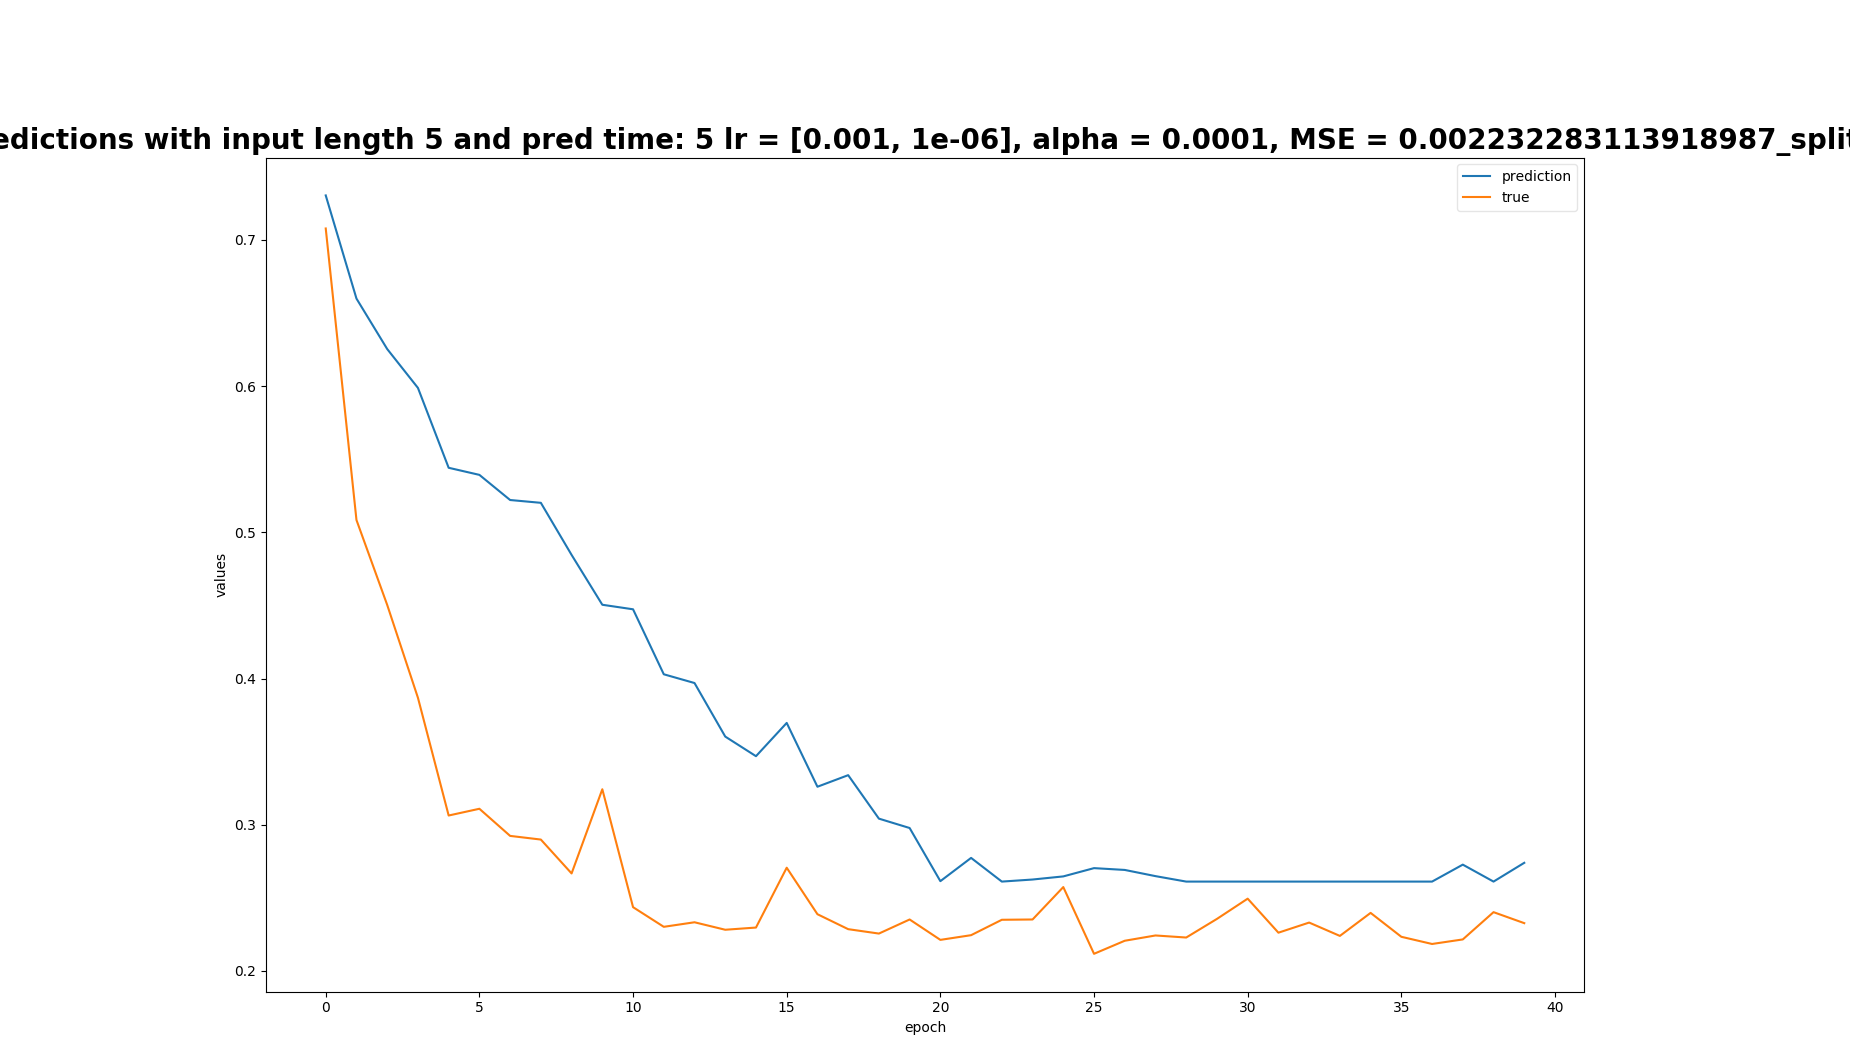 edictions with input length 5 and pred time: 5 lr = [0.001, 1e-06], alpha = 0.0001, MSE = 0.002232283113918987_split
prediction
true
values
0.7
0.6
0.5
0.4
0.3
0.2
0 5 10 15 20 25 30 35 40
epoch